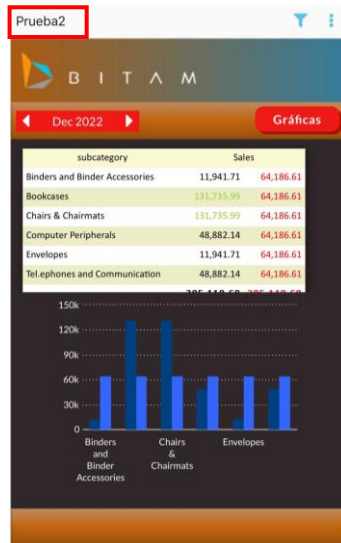 Prueba2
BITAM
Dec 2022
Gráficas
subcategory Sales
Binders and Binder Accessories 11,941.71 64,186.61
Bookcases 131,735.99 64,186.61
Chairs & Chairmats 131,735.99 64,186.61
Computer Peripherals 48,882.14 64,186.61
Envelopes 11,941.71 64,186.61
Tel.ephones and Communication 48,882.14 64,186.61
150k
120k
90k
60k
30k
0
Binders
and
Binder
Accessories
Chairs
&
Chairmats
Envelopes